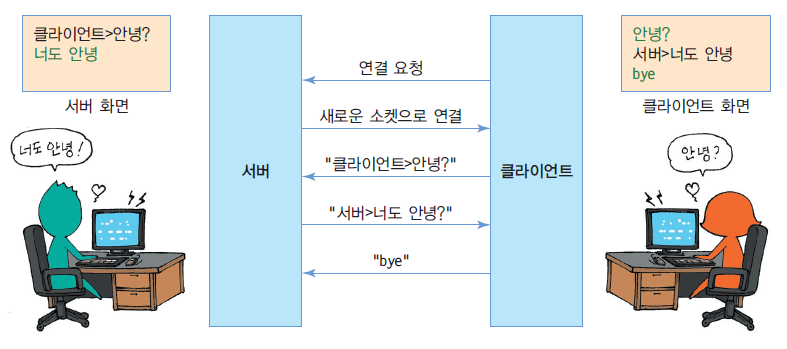 클라이언트>안녕?
너도 안녕
서버 화면
너도 안녕!
서버
연결 요청
새로운 소켓으로 연결
"클라이언트>안녕?"
"서버>너도 안녕?"
"bye"
클라이언트
안녕?
서버>너도 안녕
bye
클라이언트 화면
안녕?